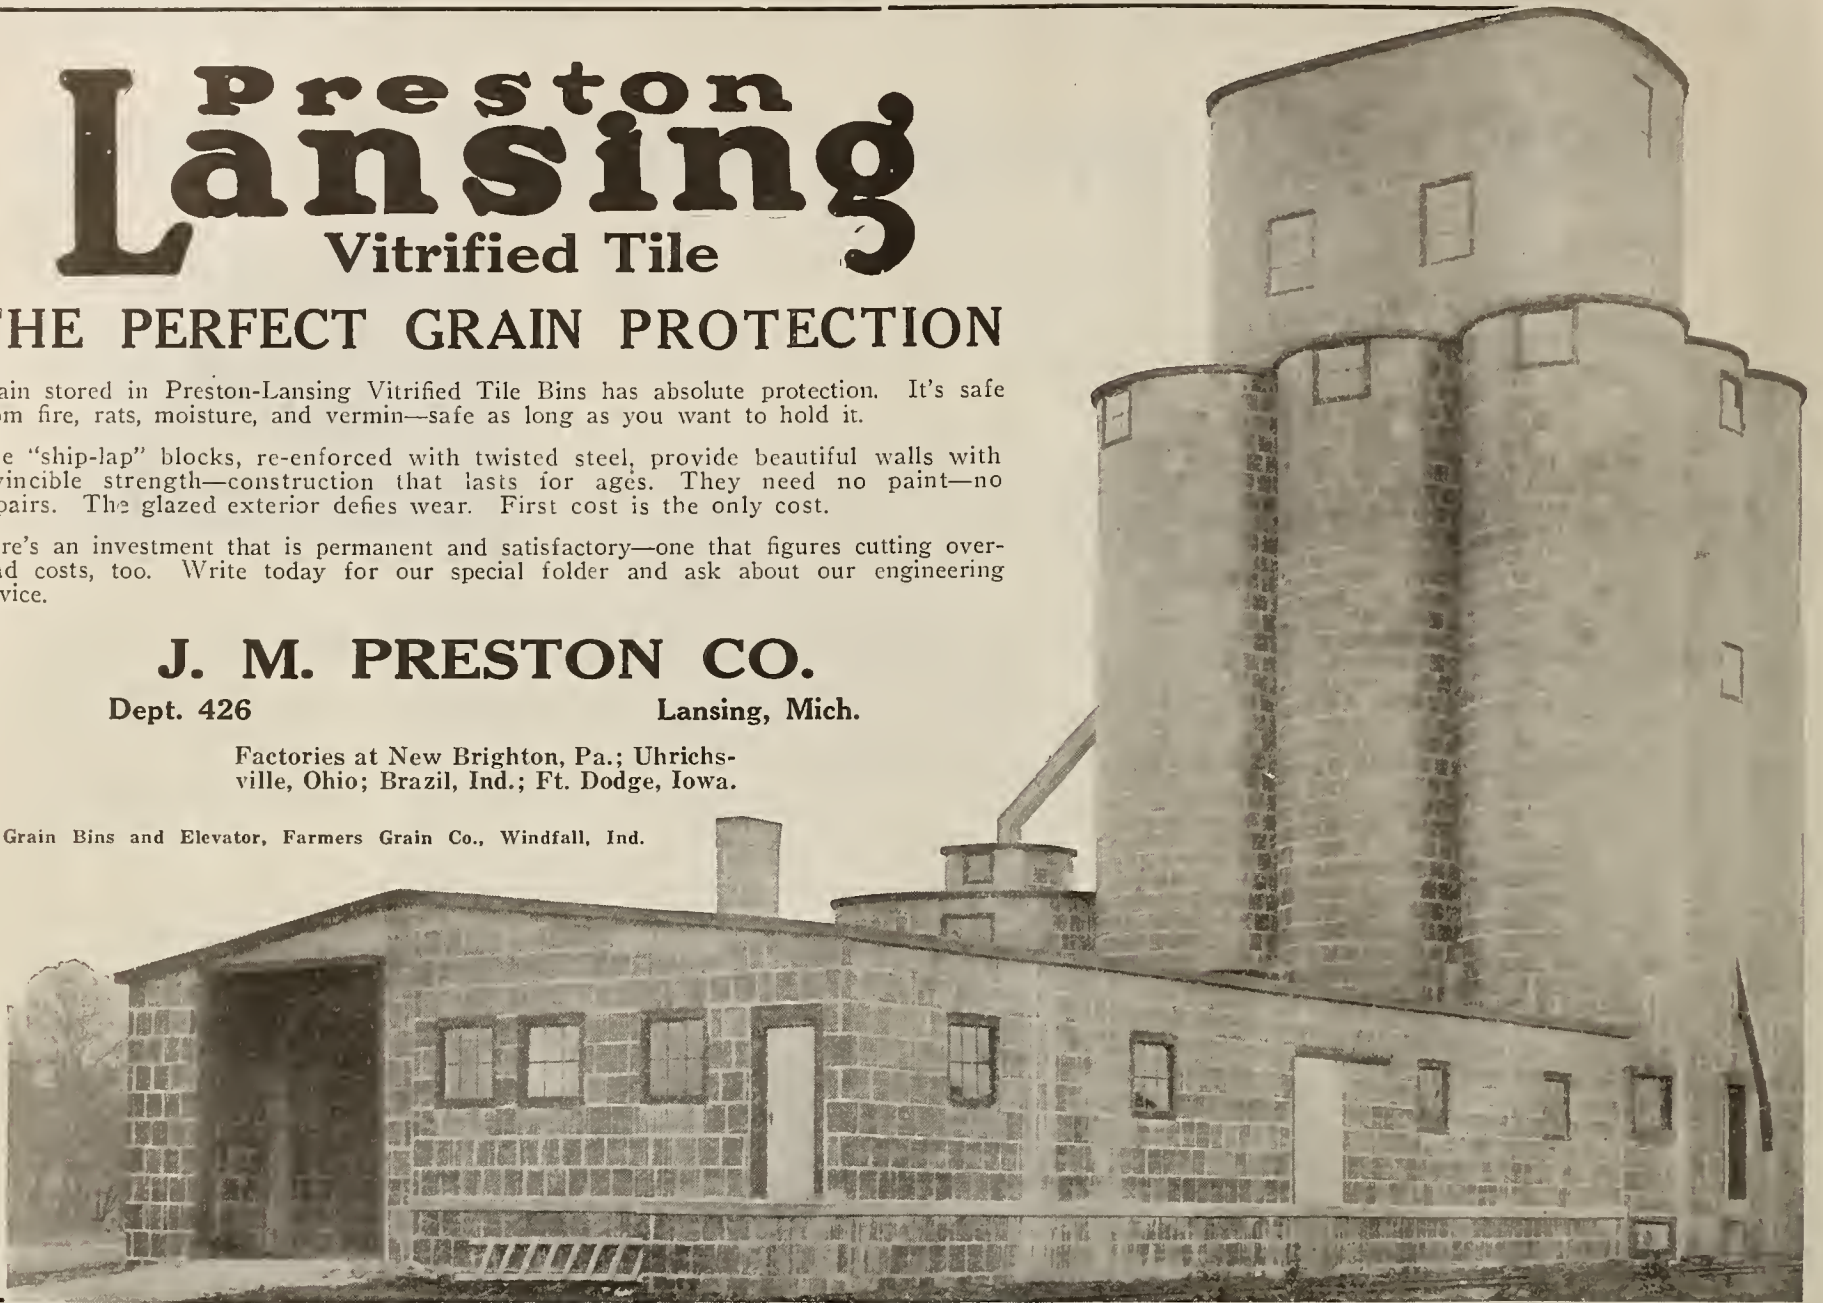 Preston
Lansing
Vitrified Tile
THE PERFECT GRAIN PROTECTION
ain stored in Preston-Lansing Vitrified Tile Bins has absolute protection. It's safe
om fire, rats, moisture, and vermin—safe as long as you want to hold it.
e "ship-lap" blocks, re-enforced with twisted steel, provide beautiful walls with
vincible strength—construction that lasts for ages. They need no paint—no
pairs. The glazed exterior defies wear. First cost is the only cost.
re's an investment that is permanent and satisfactory—one that figures cutting over-
d costs, too. Write today for our special folder and ask about our engineering
vice.
J. M. PRESTON CO.
Dept. 426 Lansing, Mich.
Factories at New Brighton, Pa.; Uhrichs-
ville, Ohio; Brazil, Ind.; Ft. Dodge, Iowa.
Grain Bins and Elevator, Farmers Grain Co., Windfall, Ind.